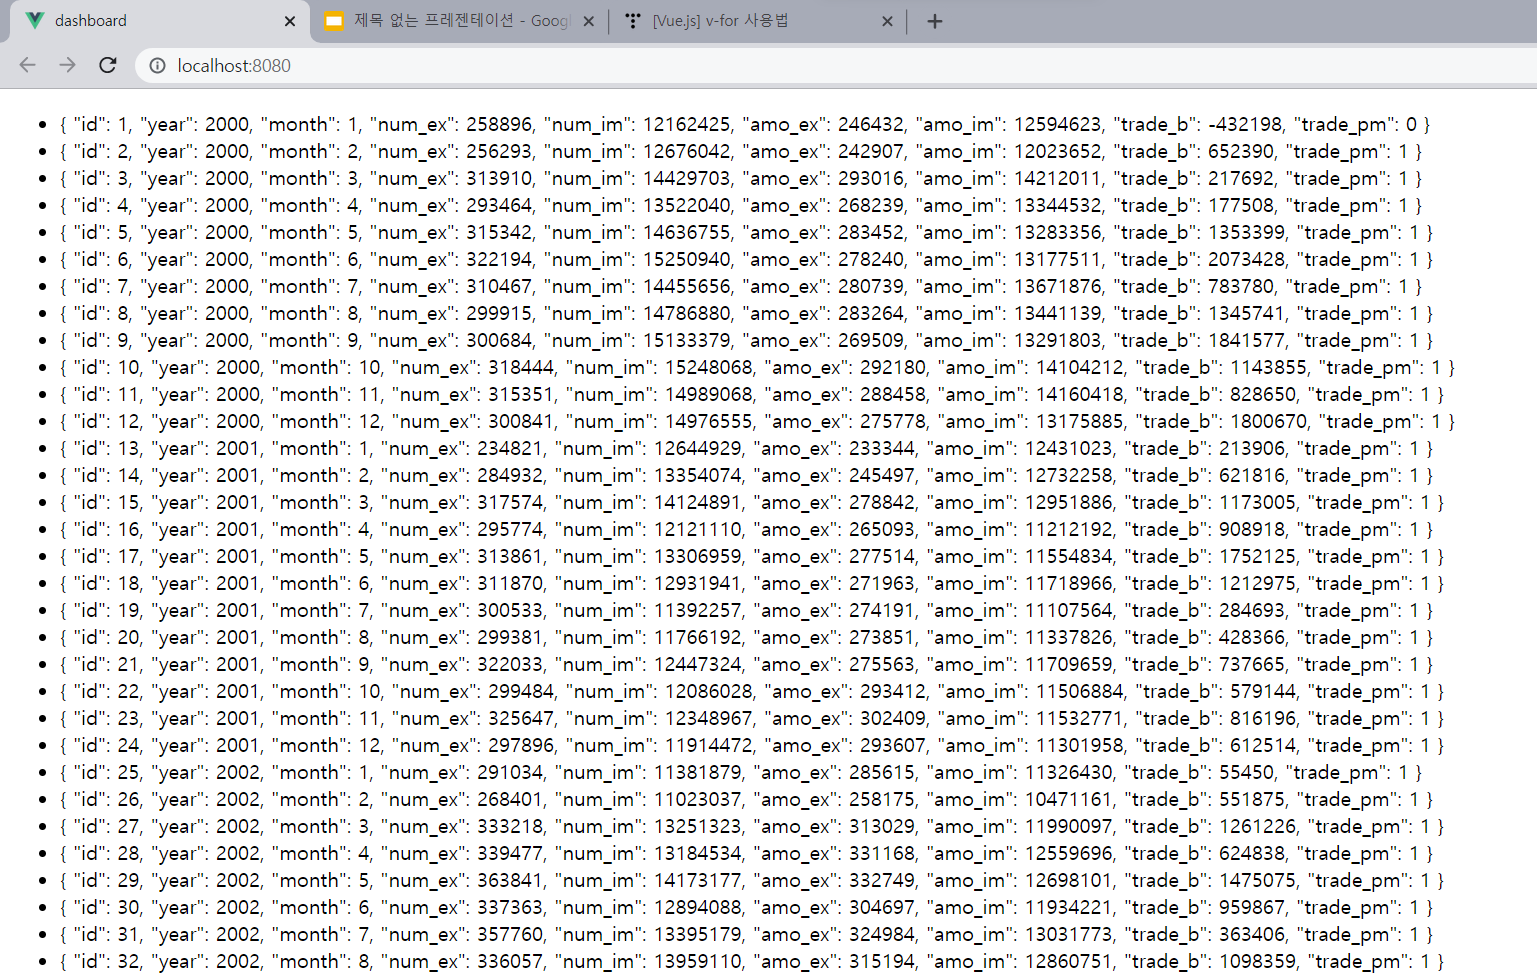 dashboard
제목 없는 프레젠테이션 - Goog
[Vue.js] v-for 사용법
localhost:8080
{ "id": 1, "year": 2000, "month": 1, "num_ex": 258896, "num_im": 12162425, "amo_ex": 246432, "amo_im": 12594623, "trade_b": -432198, "trade_pm": 0 }
{ "id": 2, "year": 2000, "month": 2, "num_ex": 256293, "num_im": 12676042, "amo_ex": 242907, "amo_im": 12023652, "trade_b": 652390, "trade_pm": 1 }
{ "id": 3, "year": 2000, "month": 3, "num_ex": 313910, "num_im": 14429703, "amo_ex": 293016, "amo_im": 14212011, "trade_b": 217692, "trade_pm": 1 }
{ "id": 4, "year": 2000, "month": 4, "num_ex": 293464, "num_im": 13522040, "amo_ex": 268239, "amo_im": 13344532, "trade_b": 177508, "trade_pm": 1 }
{ "id": 5, "year": 2000, "month": 5, "num_ex": 315342, "num_im": 14636755, "amo_ex": 283452, "amo_im": 13283356, "trade_b": 1353399, "trade_pm": 1 }
{ "id": 6, "year": 2000, "month": 6, "num_ex": 322194, "num_im": 15250940, "amo_ex": 278240, "amo_im": 13177511, "trade_b": 2073428, "trade_pm": 1 }
{ "id": 7, "year": 2000, "month": 7, "num_ex": 310467, "num_im": 14455656, "amo_ex": 280739, "amo_im": 13671876, "trade_b": 783780, "trade_pm": 1 }
{ "id": 8, "year": 2000, "month": 8, "num_ex": 299915, "num_im": 14786880, "amo_ex": 283264, "amo_im": 13441139, "trade_b": 1345741, "trade_pm": 1 }
{ "id": 9, "year": 2000, "month": 9, "num_ex": 300684, "num_im": 15133379, "amo_ex": 269509, "amo_im": 13291803, "trade_b": 1841577, "trade_pm": 1 }
{ "id": 10, "year": 2000, "month": 10, "num_ex": 318444, "num_im": 15248068, "amo_ex": 292180, "amo_im": 14104212, "trade_b": 1143855, "trade_pm": 1 }
{ "id": 11, "year": 2000, "month": 11, "num_ex": 315351, "num_im": 14989068, "amo_ex": 288458, "amo_im": 14160418, "trade_b": 828650, "trade_pm": 1 }
{ "id": 12, "year": 2000, "month": 12, "num_ex": 300841, "num_im": 14976555, "amo_ex": 275778, "amo_im": 13175885, "trade_b": 1800670, "trade_pm": 1 }
{ "id": 13, "year": 2001, "month": 1, "num_ex": 234821, "num_im": 12644929, "amo_ex": 233344, "amo_im": 12431023, "trade_b": 213906, "trade_pm": 1 }
{ "id": 14, "year": 2001, "month": 2, "num_ex": 284932, "num_im": 13354074, "amo_ex": 245497, "amo_im": 12732258, "trade_b": 621816, "trade_pm": 1 }
{ "id": 15, "year": 2001, "month": 3, "num_ex": 317574, "num_im": 14124891, "amo_ex": 278842, "amo_im": 12951886, "trade_b": 1173005, "trade_pm": 1 }
{ "id": 16, "year": 2001, "month": 4, "num_ex": 295774, "num_im": 12121110, "amo_ex": 265093, "amo_im": 11212192, "trade_b": 908918, "trade_pm": 1 }
{ "id": 17, "year": 2001, "month": 5, "num_ex": 313861, "num_im": 13306959, "amo_ex": 277514, "amo_im": 11554834, "trade_b": 1752125, "trade_pm": 1 }
{ "id": 18, "year": 2001, "month": 6, "num_ex": 311870, "num_im": 12931941, "amo_ex": 271963, "amo_im": 11718966, "trade_b": 1212975, "trade_pm": 1 }
{ "id": 19, "year": 2001, "month": 7, "num_ex": 300533, "num_im": 11392257, "amo_ex": 274191, "amo_im": 11107564, "trade_b": 284693, "trade_pm": 1 }
{ "id": 20, "year": 2001, "month": 8, "num_ex": 299381, "num_im": 11766192, "amo_ex": 273851, "amo_im": 11337826, "trade_b": 428366, "trade_pm": 1 }
{ "id": 21, "year": 2001, "month": 9, "num_ex": 322033, "num_im": 12447324, "amo_ex": 275563, "amo_im": 11709659, "trade_b": 737665, "trade_pm": 1 }
{ "id": 22, "year": 2001, "month": 10, "num_ex": 299484, "num_im": 12086028, "amo_ex": 293412, "amo_im": 11506884, "trade_b": 579144, "trade_pm": 1 }
{ "id": 23, "year": 2001, "month": 11, "num_ex": 325647, "num_im": 12348967, "amo_ex": 302409, "amo_im": 11532771, "trade_b": 816196, "trade_pm": 1 }
{ "id": 24, "year": 2001, "month": 12, "num_ex": 297896, "num_im": 11914472, "amo_ex": 293607, "amo_im": 11301958, "trade_b": 612514, "trade_pm": 1 }
{ "id": 25, "year": 2002, "month": 1, "num_ex": 291034, "num_im": 11381879, "amo_ex": 285615, "amo_im": 11326430, "trade_b": 55450, "trade_pm": 1 }
{ "id": 26, "year": 2002, "month": 2, "num_ex": 268401, "num_im": 11023037, "amo_ex": 258175, "amo_im": 10471161, "trade_b": 551875, "trade_pm": 1 }
{ "id": 27, "year": 2002, "month": 3, "num_ex": 333218, "num_im": 13251323, "amo_ex": 313029, "amo_im": 11990097, "trade_b": 1261226, "trade_pm": 1 }
{ "id": 28, "year": 2002, "month": 4, "num_ex": 339477, "num_im": 13184534, "amo_ex": 331168, "amo_im": 12559696, "trade_b": 624838, "trade_pm": 1 }
{ "id": 29, "year": 2002, "month": 5, "num_ex": 363841, "num_im": 14173177, "amo_ex": 332749, "amo_im": 12698101, "trade_b": 1475075, "trade_pm": 1 }
{ "id": 30, "year": 2002, "month": 6, "num_ex": 337363, "num_im": 12894088, "amo_ex": 304697, "amo_im": 11934221, "trade_b": 959867, "trade_pm": 1 }
{ "id": 31, "year": 2002, "month": 7, "num_ex": 357760, "num_im": 13395179, "amo_ex": 324984, "amo_im": 13031773, "trade_b": 363406, "trade_pm": 1 }
{ "id": 32, "year": 2002, "month": 8, "num_ex": 336057, "num_im": 13959110, "amo_ex": 315194, "amo_im": 12860751, "trade_b": 1098359, "trade_pm": 1 }